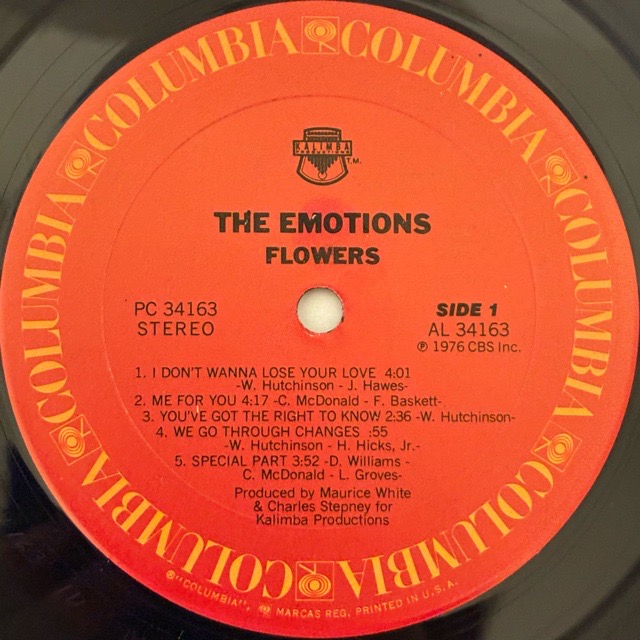 COLUMBIA COLUMBIA COLUMBIA COLUMBIA COLUMBIA COLUMBIA
KALIMBA
PRODUCTIONS
T.M.
THE EMOTIONS
FLOWERS
PC 34163
STEREO
SIDE 1
AL 34163
℗ 1976 CBS Inc.
1. I DON'T WANNA LOSE YOUR LOVE 4:01
-W. Hutchinson - J. Hawes-
2. ME FOR YOU 4:17 -C. McDonald - F. Baskett-
3. YOU'VE GOT THE RIGHT TO KNOW 2:36 -W. Hutchinson-
4. WE GO THROUGH CHANGES :55
-W. Hutchinson - H. Hicks, Jr.-
5. SPECIAL PART 3:52 -D. Williams -
C. McDonald - L. Groves-
Produced by Maurice White
& Charles Stepney for
Kalimba Productions
®"COLUMBIA", MARCAS REG. PRINTED IN U.S.A.